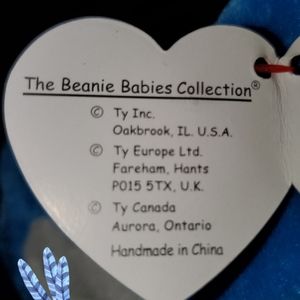 The Beanie Babies Collection®
© Ty Inc.
Oakbrook, IL. U.S.A.
© Ty Europe Ltd.
Fareham, Hants
P015 5TX, U.K.
© Ty Canada
Aurora, Ontario
Handmade in China